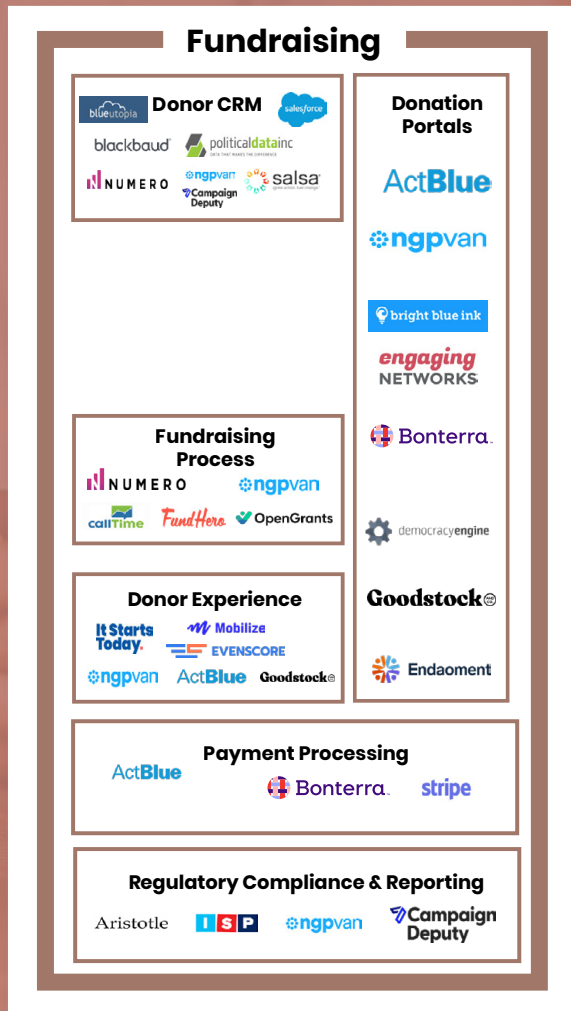 Fundraising
Donor CRM
blueutopia
salesforce
blackbaud
politicaldatainc
DATA THAT MAKES THE DIFFERENCE
NUMERO
ngpvan
salsa
Campaign
Deputy
Donation
Portals
ActBlue
ngpvan
bright blue ink
engaging
NETWORKS
Bonterra
democracyengine
Goodstock
Endaoment
Fundraising
Process
NUMERO
ngpvan
callTime
FundHero
OpenGrants
Donor Experience
It Starts
Today.
Mobilize
EVENSCORE
ngpvan
ActBlue
Goodstock
Payment Processing
ActBlue
Bonterra
stripe
Regulatory Compliance & Reporting
Aristotle
ISP
ngpvan
Campaign
Deputy